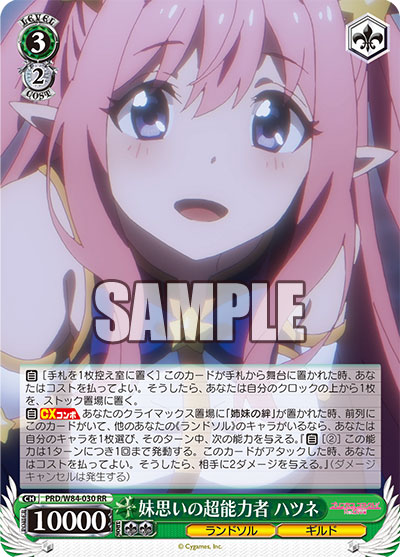 LEVEL
3
2
COST
SAMPLE
自 [手札を1枚控え室に置く] このカードが手札から舞台に置かれた時、あな
たはコストを払ってよい。そうしたら、あなたは自分のクロックの上から1枚
を、ストック置場に置く。
自 CXコンボ あなたのクライマックス置場に「姉妹の絆」が置かれた時、前列に
このカードがいて、他のあなたの《ランドソル》のキャラがいるなら、あなたは
自分のキャラを1枚選び、そのターン中、次の能力を与える。『自 [②] この能
力は1ターンにつき1回まで発動する。このカードがアタックした時、あなた
はコストを払ってよい。そうしたら、相手に2ダメージを与える。』(ダメージ
キャンセルは発生する)
CH PRD/W84-030 RR
妹思いの超能力者 ハツネ
10000
POWER
SOUL
ランドソル
ギルド
© Cygames, Inc.